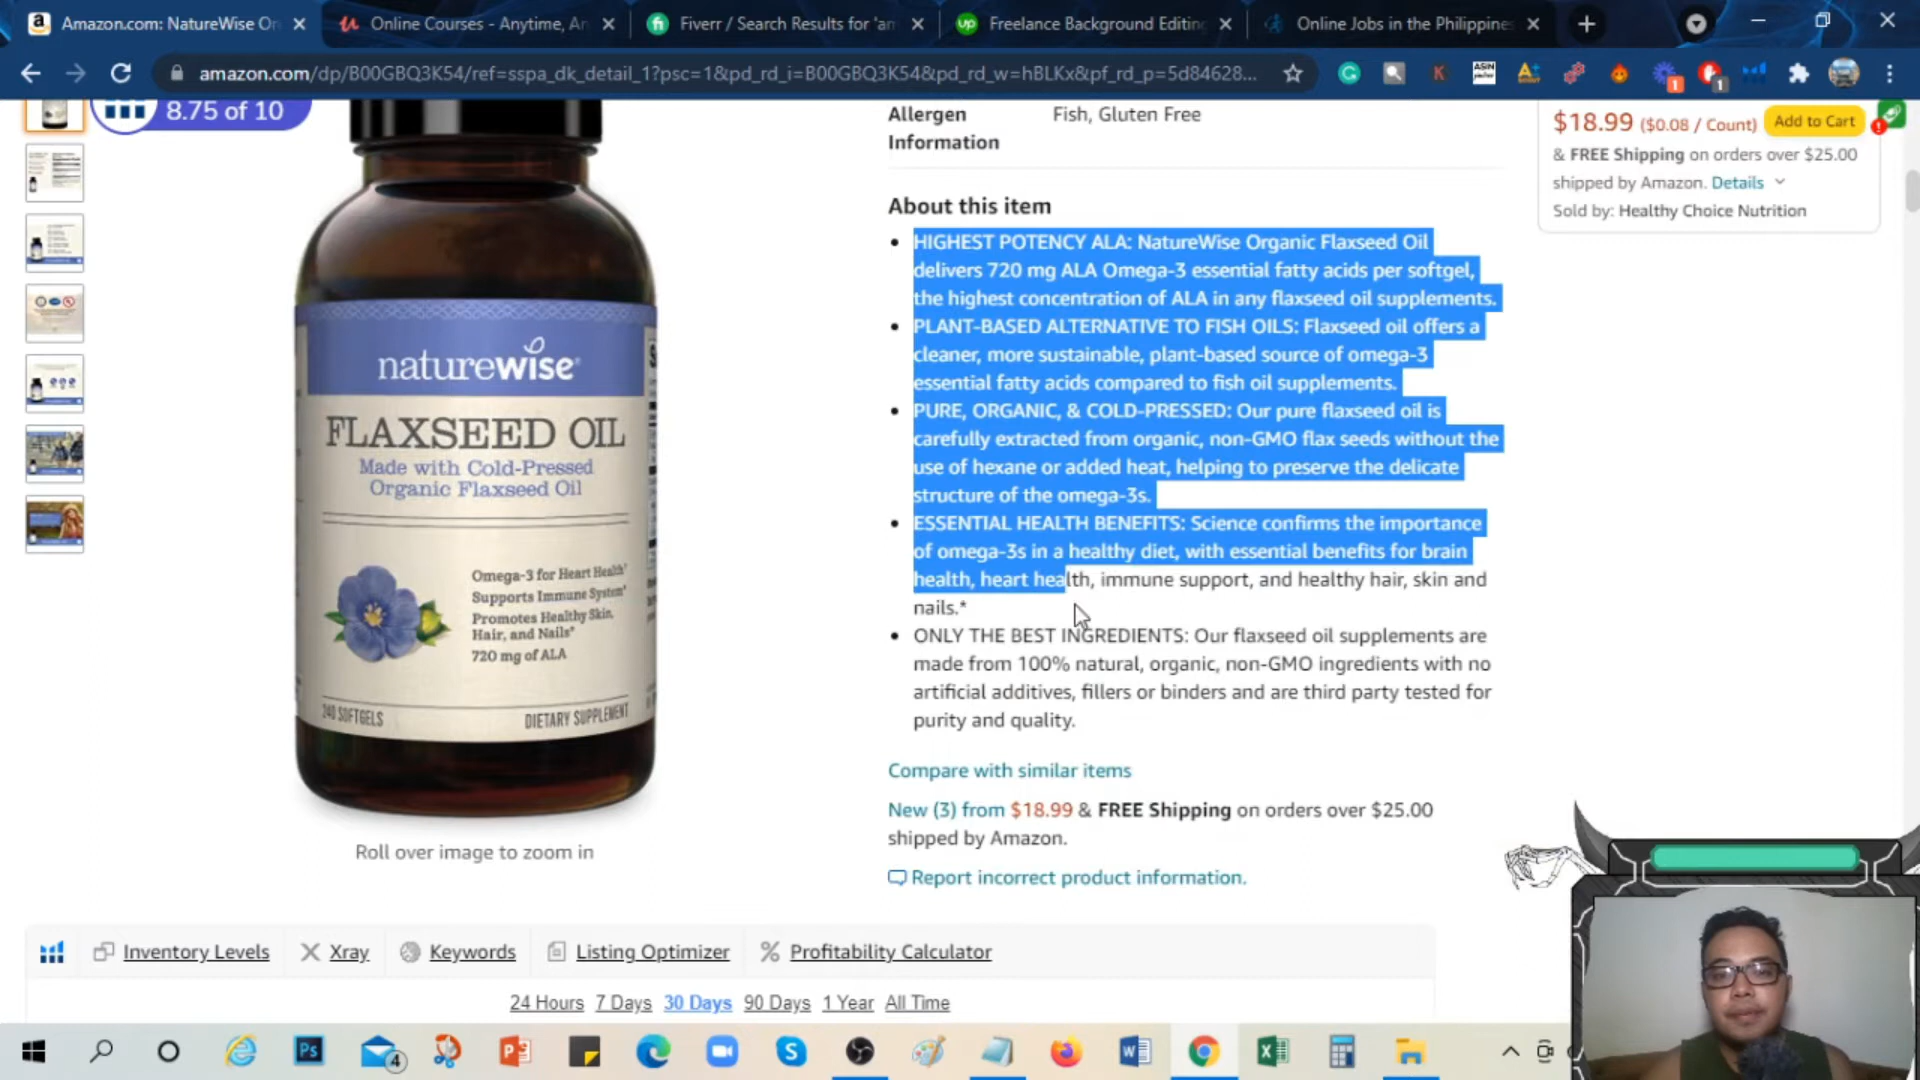 Amazon.com: NatureWise Or
Online Courses - Anytime, An
Fiverr / Search Results for 'am
Freelance Background Editing
Online Jobs in the Philippines
amazon.com/dp/B00GBQ3K54/ref=sspa_dk_detail_1?psc=1&pd_rd_i=B00GBQ3K54&pd_rd_w=hBLKx&pf_rd_p=5d84628...
8.75 of 10
naturewise
FLAXSEED OIL
Made with Cold-Pressed
Organic Flaxseed Oil
Omega-3 for Heart Health*
Supports Immune System*
Promotes Healthy Skin,
Hair, and Nails*
720 mg of ALA
240 SOFTGELS
DIETARY SUPPLEMENT
Roll over image to zoom in
Allergen
Information
Fish, Gluten Free
About this item
HIGHEST POTENCY ALA: NatureWise Organic Flaxseed Oil
delivers 720 mg ALA Omega-3 essential fatty acids per softgel,
the highest concentration of ALA in any flaxseed oil supplements.
PLANT-BASED ALTERNATIVE TO FISH OILS: Flaxseed oil offers a
cleaner, more sustainable, plant-based source of omega-3
essential fatty acids compared to fish oil supplements.
PURE, ORGANIC, & COLD-PRESSED: Our pure flaxseed oil is
carefully extracted from organic, non-GMO flax seeds without the
use of hexane or added heat, helping to preserve the delicate
structure of the omega-3s.
ESSENTIAL HEALTH BENEFITS: Science confirms the importance
of omega-3s in a healthy diet, with essential benefits for brain
health, heart health, immune support, and healthy hair, skin and
nails.*
ONLY THE BEST INGREDIENTS: Our flaxseed oil supplements are
made from 100% natural, organic, non-GMO ingredients with no
artificial additives, fillers or binders and are third party tested for
purity and quality.
Compare with similar items
New (3) from $18.99 & FREE Shipping on orders over $25.00
shipped by Amazon.
Report incorrect product information.
$18.99 ($0.08 / Count)
Add to Cart
& FREE Shipping on orders over $25.00
shipped by Amazon. Details
Sold by: Healthy Choice Nutrition
Inventory Levels
Xray
Keywords
Listing Optimizer
Profitability Calculator
24 Hours 7 Days 30 Days 90 Days 1 Year All Time